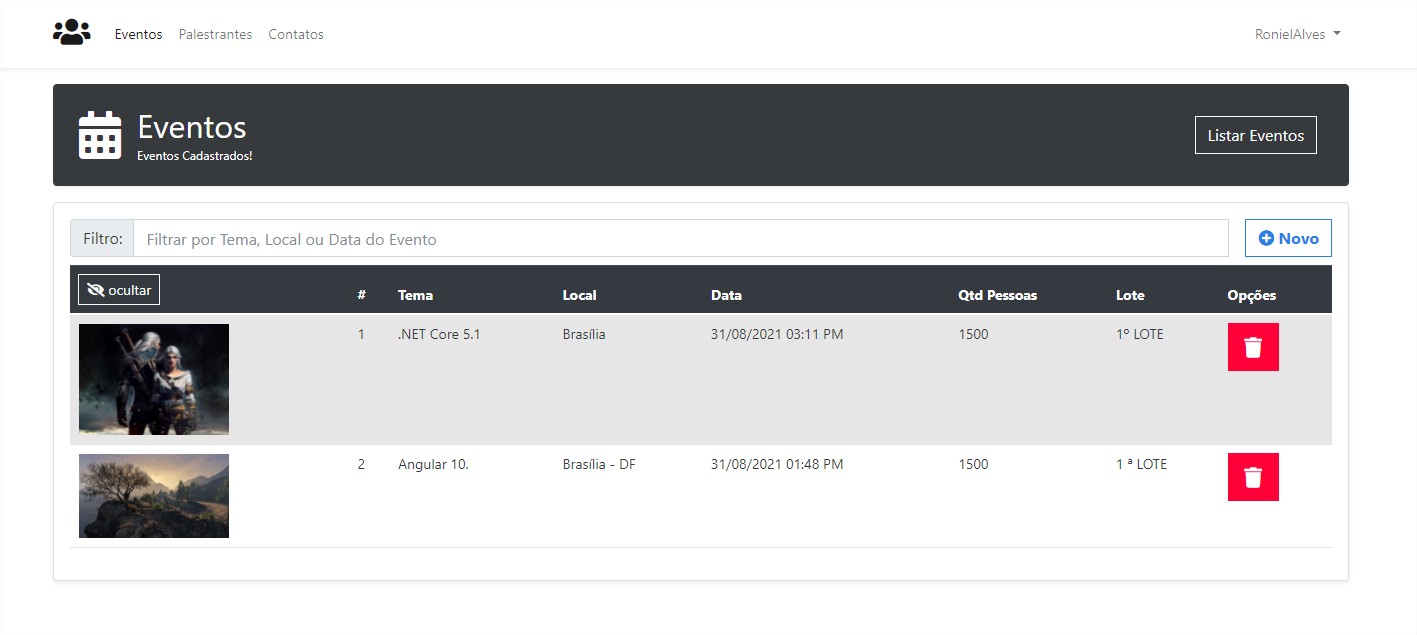 Eventos Palestrantes Contatos RonielAlves
Eventos
Eventos Cadastrados!
Listar Eventos
Filtro: Filtrar por Tema, Local ou Data do Evento Novo
ocultar # Tema Local Data Qtd Pessoas Lote Opções
1 .NET Core 5.1 Brasília 31/08/2021 03:11 PM 1500 1º LOTE
2 Angular 10. Brasília - DF 31/08/2021 01:48 PM 1500 1 ª LOTE